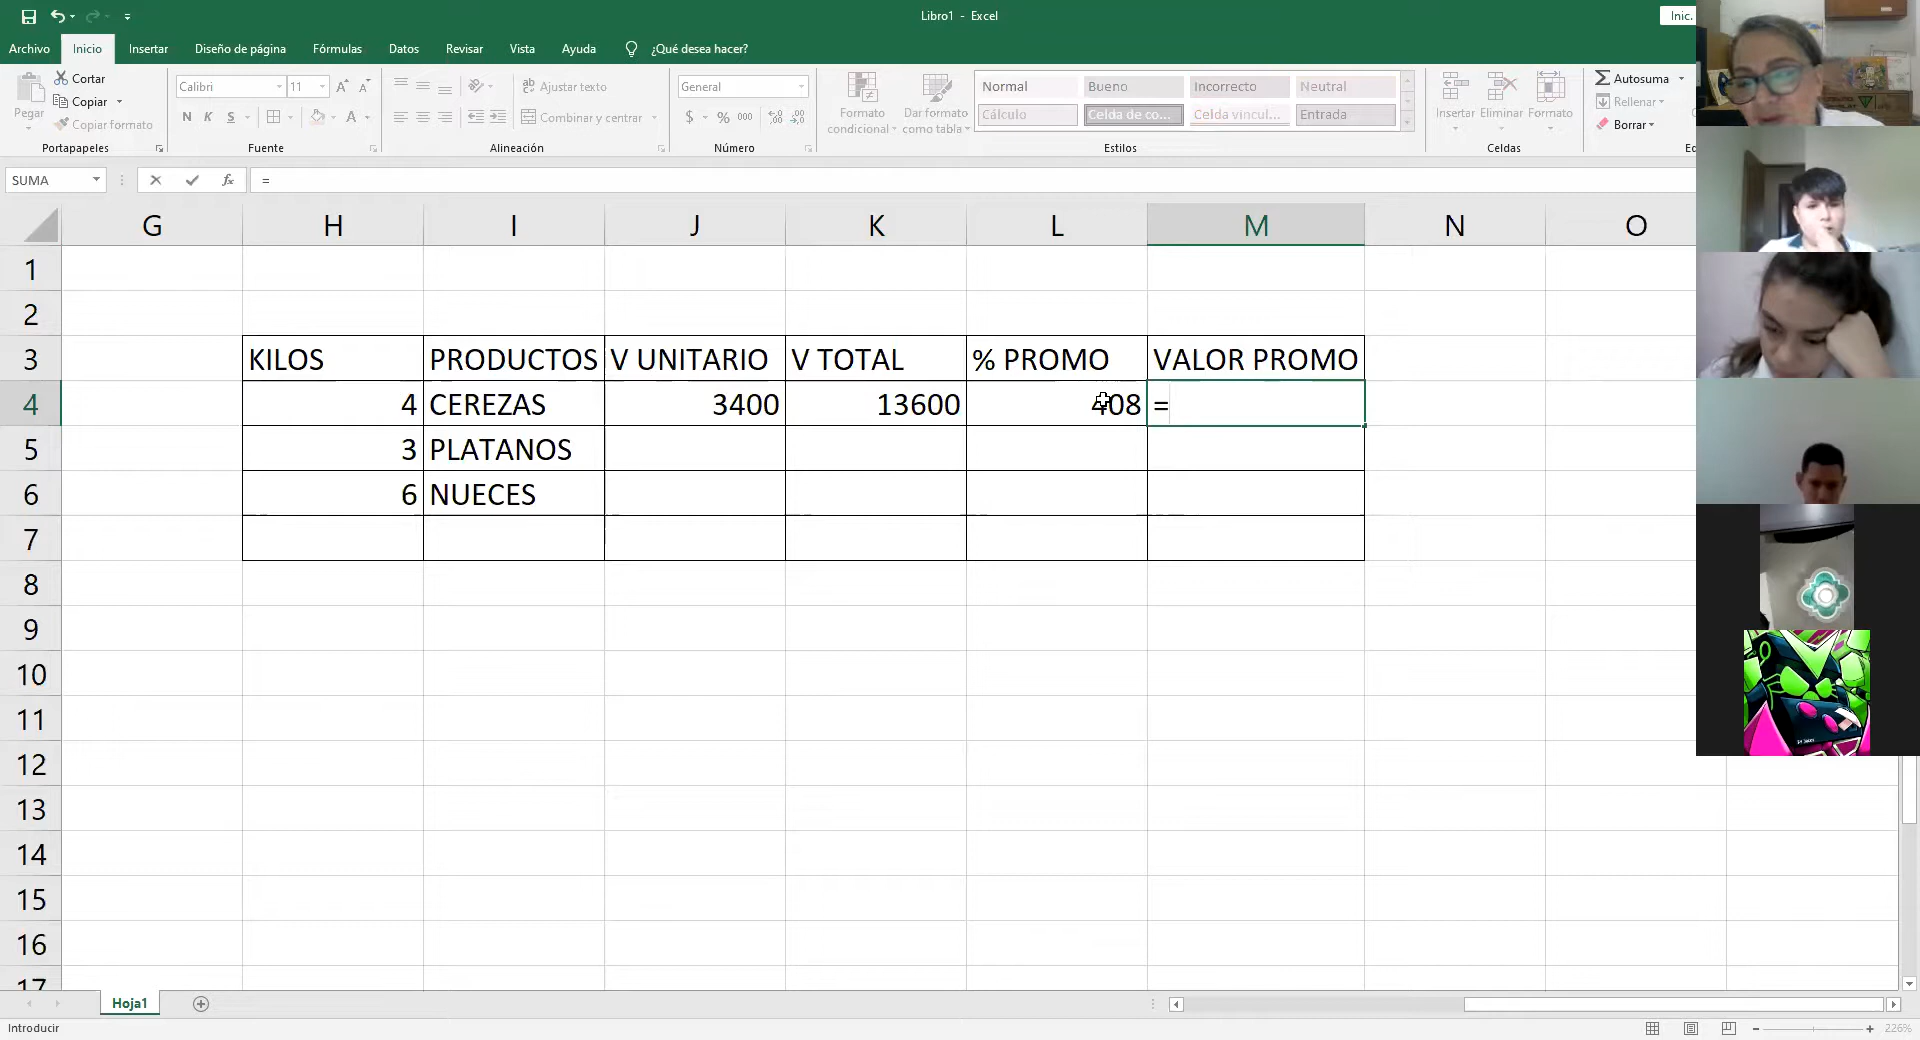 Libro1 - Excel
Inic.
Archivo Inicio Insertar Diseño de página Fórmulas Datos Revisar Vista Ayuda ¿Qué desea hacer?
Pegar
Cortar
Copiar
Copiar formato
Portapapeles
Calibri 11
N K S
Fuente
Ajustar texto
Combinar y centrar
Alineación
General
$ % 000
Número
Formato condicional
Dar formato como tabla
Normal Bueno Incorrecto Neutral
Cálculo Celda de co... Celda vincul... Entrada
Estilos
Insertar Eliminar Formato
Celdas
Autosuma
Rellenar
Borrar
SUMA fx =
G H I J K L M N O
1
2
3 KILOS PRODUCTOS V UNITARIO V TOTAL % PROMO VALOR PROMO
4 4 CEREZAS 3400 13600 408 =
5 3 PLATANOS
6 6 NUECES
7
8
9
10
11
12
13
14
15
16
17
Hoja1
Introducir
226%